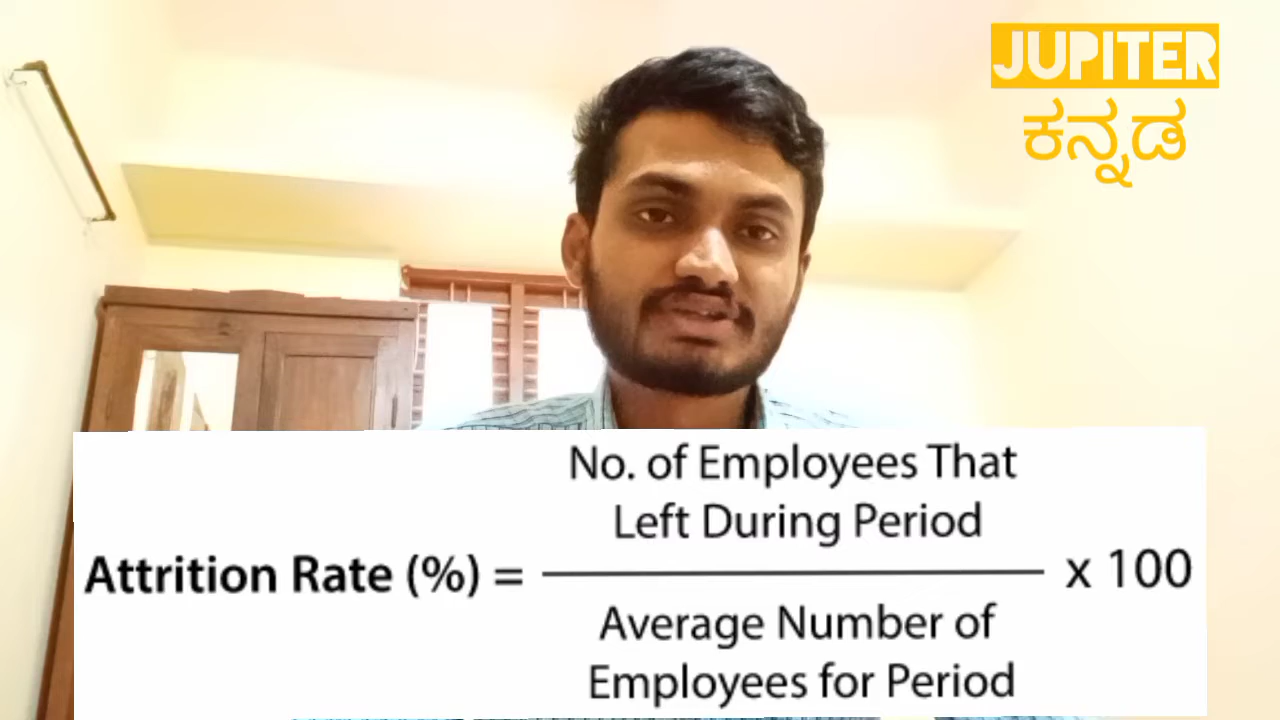 JUPITER
ಕನ್ನಡ
No. of Employees That
Left During Period
Attrition Rate (%) = x 100
Average Number of
Employees for Period